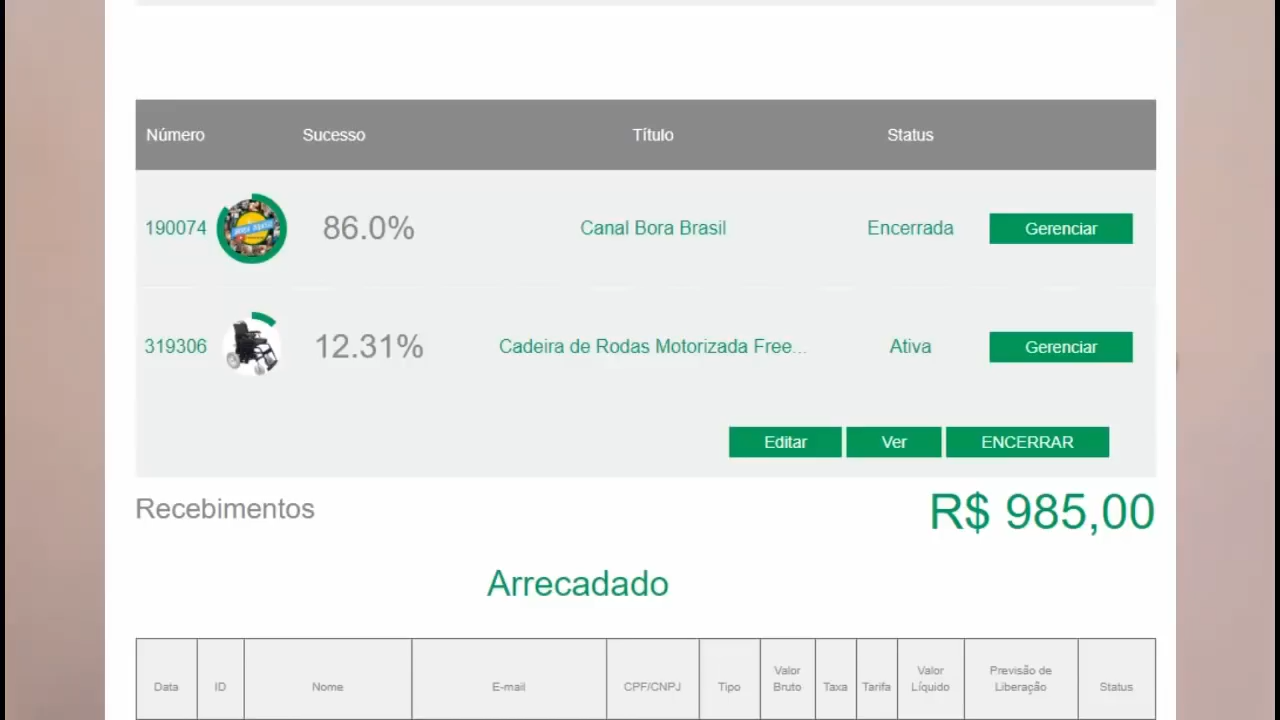 Número Sucesso Título Status
190074 86.0% Canal Bora Brasil Encerrada Gerenciar
319306 12.31% Cadeira de Rodas Motorizada Free... Ativa Gerenciar
Editar Ver ENCERRAR
Recebimentos R$ 985,00
Arrecadado
Data ID Nome E-mail CPF/CNPJ Tipo Valor Bruto Taxa Tarifa Valor Líquido Previsão de Liberação Status